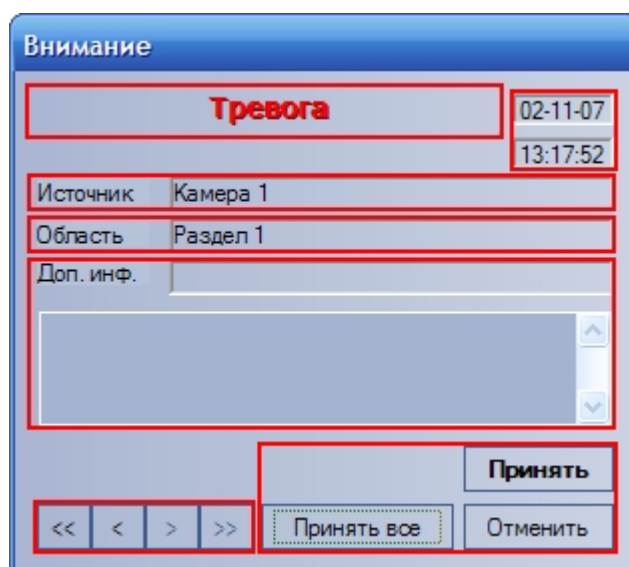 Внимание
Тревога
02-11-07
13:17:52
Источник Камера 1
Область Раздел 1
Доп. инф.
Принять
<< < > >> Принять все Отменить